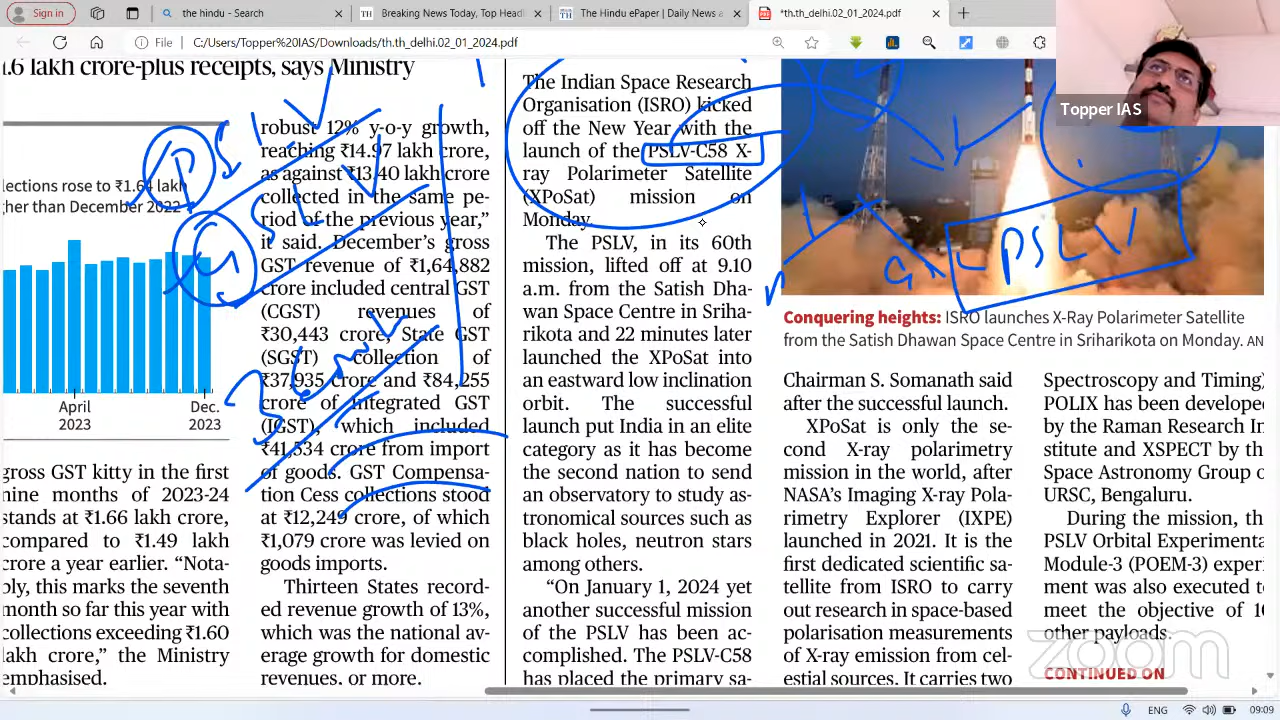 Sign in
the hindu - Search
Breaking News Today, Top Headl
The Hindu ePaper | Daily News a
*th.th_delhi.02_01_2024.pdf
File
C:/Users/Topper%20IAS/Downloads/th.th_delhi.02_01_2024.pdf
Topper IAS
.6 lakh crore-plus receipts, says Ministry
lections rose to ₹1.64 lakh
gher than December 2022
April
2023
Dec.
2023
gross GST kitty in the first
nine months of 2023-24
stands at ₹1.66 lakh crore,
compared to ₹1.49 lakh
crore a year earlier. “Nota-
bly, this marks the seventh
month so far this year with
collections exceeding ₹1.60
lakh crore,” the Ministry
emphasised.
robust 12% y-o-y growth,
reaching ₹14.97 lakh crore,
as against ₹13.40 lakh crore
collected in the same pe-
riod of the previous year,”
it said. December’s gross
GST revenue of ₹1,64,882
crore included central GST
(CGST) revenues of
₹30,443 crore, State GST
(SGST) collection of
₹37,935 crore and ₹84,255
crore of integrated GST
(IGST), which included
₹41,534 crore from import
of goods. GST Compensa-
tion Cess collections stood
at ₹12,249 crore, of which
₹1,079 crore was levied on
goods imports.
Thirteen States record-
ed revenue growth of 13%,
which was the national av-
erage growth for domestic
revenues, or more.
PSLV
GSLV
The Indian Space Research
Organisation (ISRO) kicked
off the New Year with the
launch of the PSLV-C58 X-
ray Polarimeter Satellite
(XPoSat) mission on
Monday.
The PSLV, in its 60th
mission, lifted off at 9.10
a.m. from the Satish Dha-
wan Space Centre in Sriha-
rikota and 22 minutes later
launched the XPoSat into
an eastward low inclination
orbit. The successful
launch put India in an elite
category as it has become
the second nation to send
an observatory to study as-
tronomical sources such as
black holes, neutron stars
among others.
“On January 1, 2024 yet
another successful mission
of the PSLV has been ac-
complished. The PSLV-C58
has placed the primary sa-
PSLV
Conquering heights: ISRO launches X-Ray Polarimeter Satellite
from the Satish Dhawan Space Centre in Sriharikota on Monday. AN
Chairman S. Somanath said
after the successful launch.
XPoSat is only the se-
cond X-ray polarimetry
mission in the world, after
NASA’s Imaging X-ray Pola-
rimetry Explorer (IXPE)
launched in 2021. It is the
first dedicated scientific sa-
tellite from ISRO to carry
out research in space-based
polarisation measurements
of X-ray emission from cel-
estial sources. It carries two
Spectroscopy and Timing)
POLIX has been develope
by the Raman Research In
stitute and XSPECT by th
Space Astronomy Group o
URSC, Bengaluru.
During the mission, th
PSLV Orbital Experimenta
Module-3 (POEM-3) experi
ment was also executed to
meet the objective of 10
other payloads.
CONTINUED ON
zoom
ENG
09:09